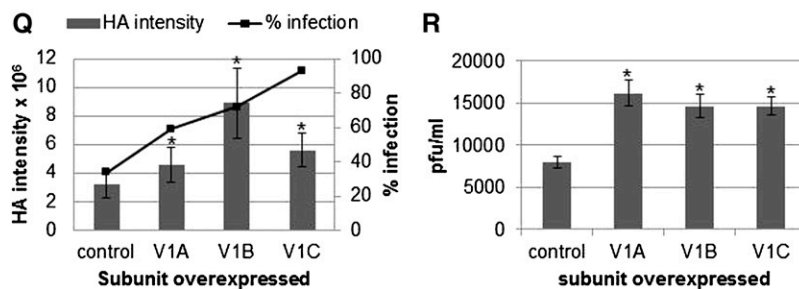 Q
HA intensity
% infection
HA intensity x 10⁶
12
10
8
6
4
2
0
100
80
60
40
20
0
% infection
*
*
*
control V1A V1B V1C
Subunit overexpressed
R
pfu/ml
20000
15000
10000
5000
0
*
*
*
control V1A V1B V1C
subunit overexpressed